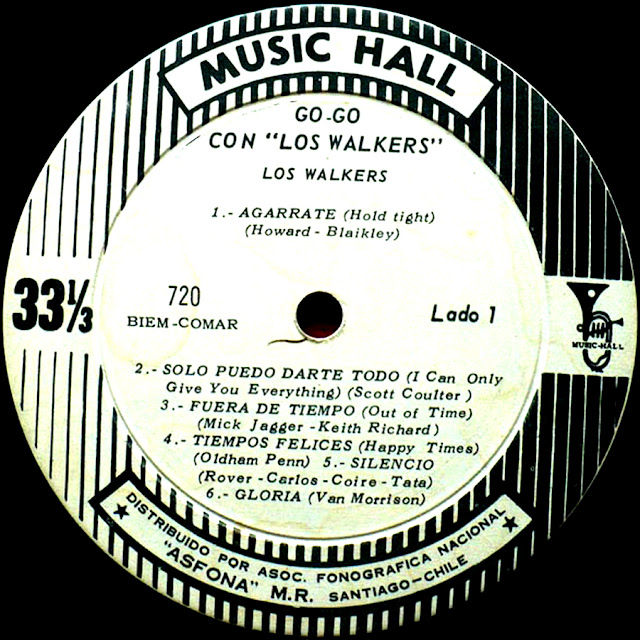 MUSIC HALL
GO-GO
CON "LOS WALKERS"
LOS WALKERS
1.- AGARRATE (Hold tight)
(Howard - Blaikley)
33⅓
720
BIEM-COMAR
Lado 1
MUSIC-HALL
2.- SOLO PUEDO DARTE TODO (I Can Only
Give You Everything) (Scott Coulter)
3.- FUERA DE TIEMPO (Out of Time)
(Mick Jagger - Keith Richard)
4.- TIEMPOS FELICES (Happy Times)
(Oldham Penn) 5.- SILENCIO
(Rover - Carlos - Coire - Tata)
6.- GLORIA (Van Morrison)
★ DISTRIBUIDO POR ASOC. FONOGRAFICA NACIONAL ★
"ASFONA" M.R. SANTIAGO-CHILE